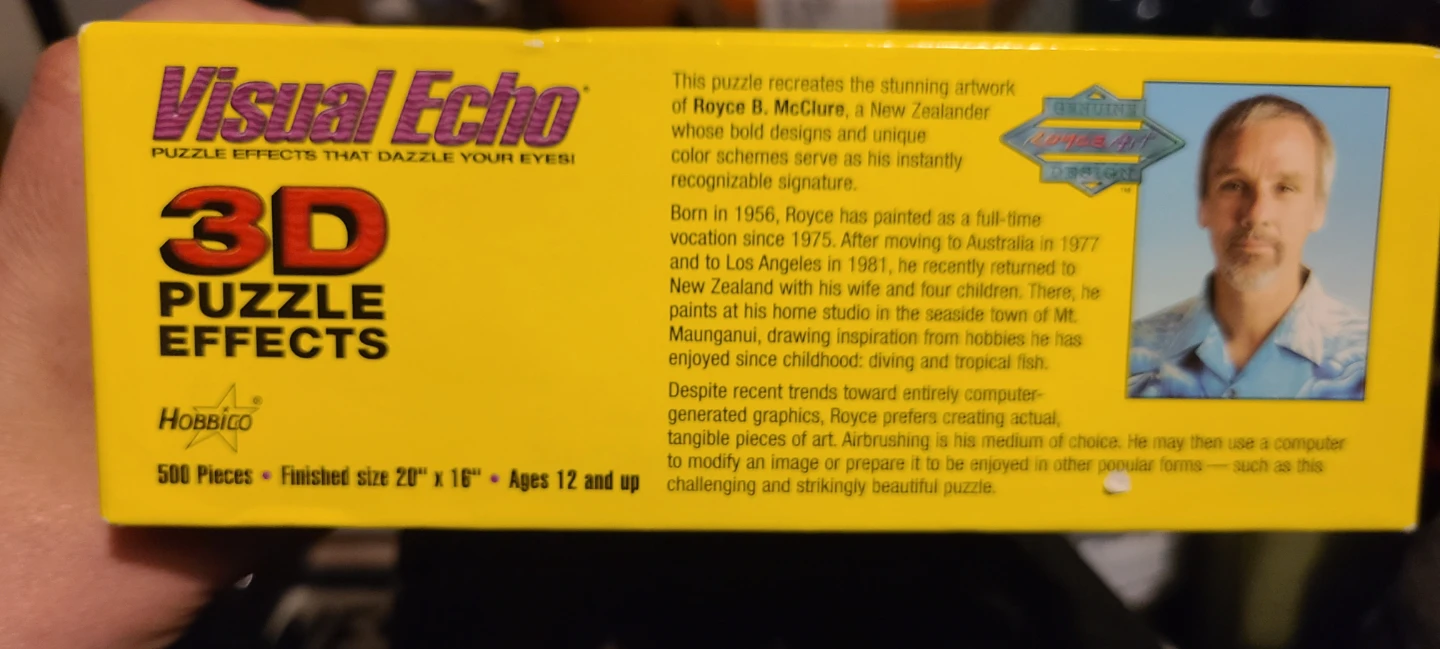 Visual Echo®
PUZZLE EFFECTS THAT DAZZLE YOUR EYES!
3D
PUZZLE
EFFECTS
HOBBICO®
500 Pieces • Finished size 20" x 16" • Ages 12 and up
This puzzle recreates the stunning artwork
of Royce B. McClure, a New Zealander
whose bold designs and unique
color schemes serve as his instantly
recognizable signature.
Born in 1956, Royce has painted as a full-time
vocation since 1975. After moving to Australia in 1977
and to Los Angeles in 1981, he recently returned to
New Zealand with his wife and four children. There, he
paints at his home studio in the seaside town of Mt.
Maunganui, drawing inspiration from hobbies he has
enjoyed since childhood: diving and tropical fish.
Despite recent trends toward entirely computer-
generated graphics, Royce prefers creating actual,
tangible pieces of art. Airbrushing is his medium of choice. He may then use a computer
to modify an image or prepare it to be enjoyed in other popular forms — such as this
challenging and strikingly beautiful puzzle.
GENUINE
Art
DESIGN
™